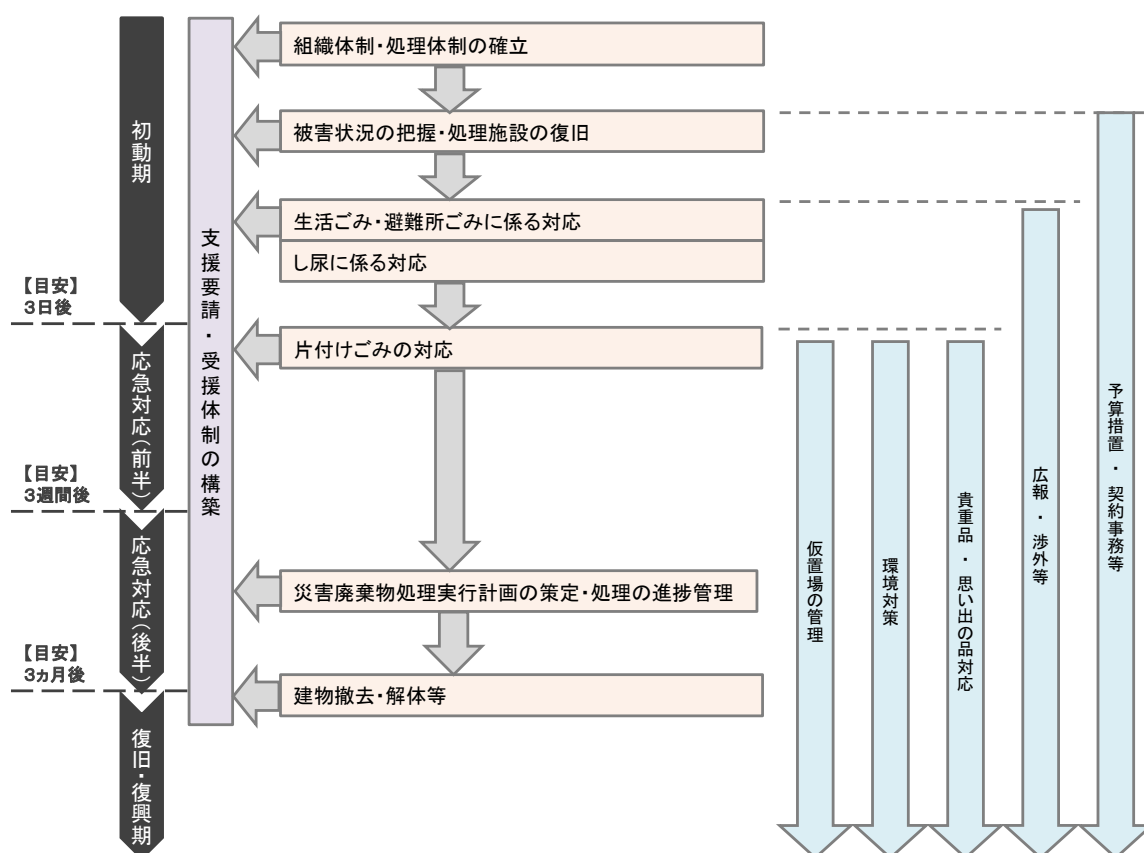 初動期
【目安】
3日後
応急対応(前半)
【目安】
3週間後
応急対応(後半)
【目安】
3ヵ月後
復旧・復興期
支援要請・受援体制の構築
組織体制・処理体制の確立
被害状況の把握・処理施設の復旧
生活ごみ・避難所ごみに係る対応
し尿に係る対応
片付けごみの対応
災害廃棄物処理実行計画の策定・処理の進捗管理
建物撤去・解体等
仮置場の管理
環境対策
貴重品・思い出の品対応
広報・渉外等
予算措置・契約事務等